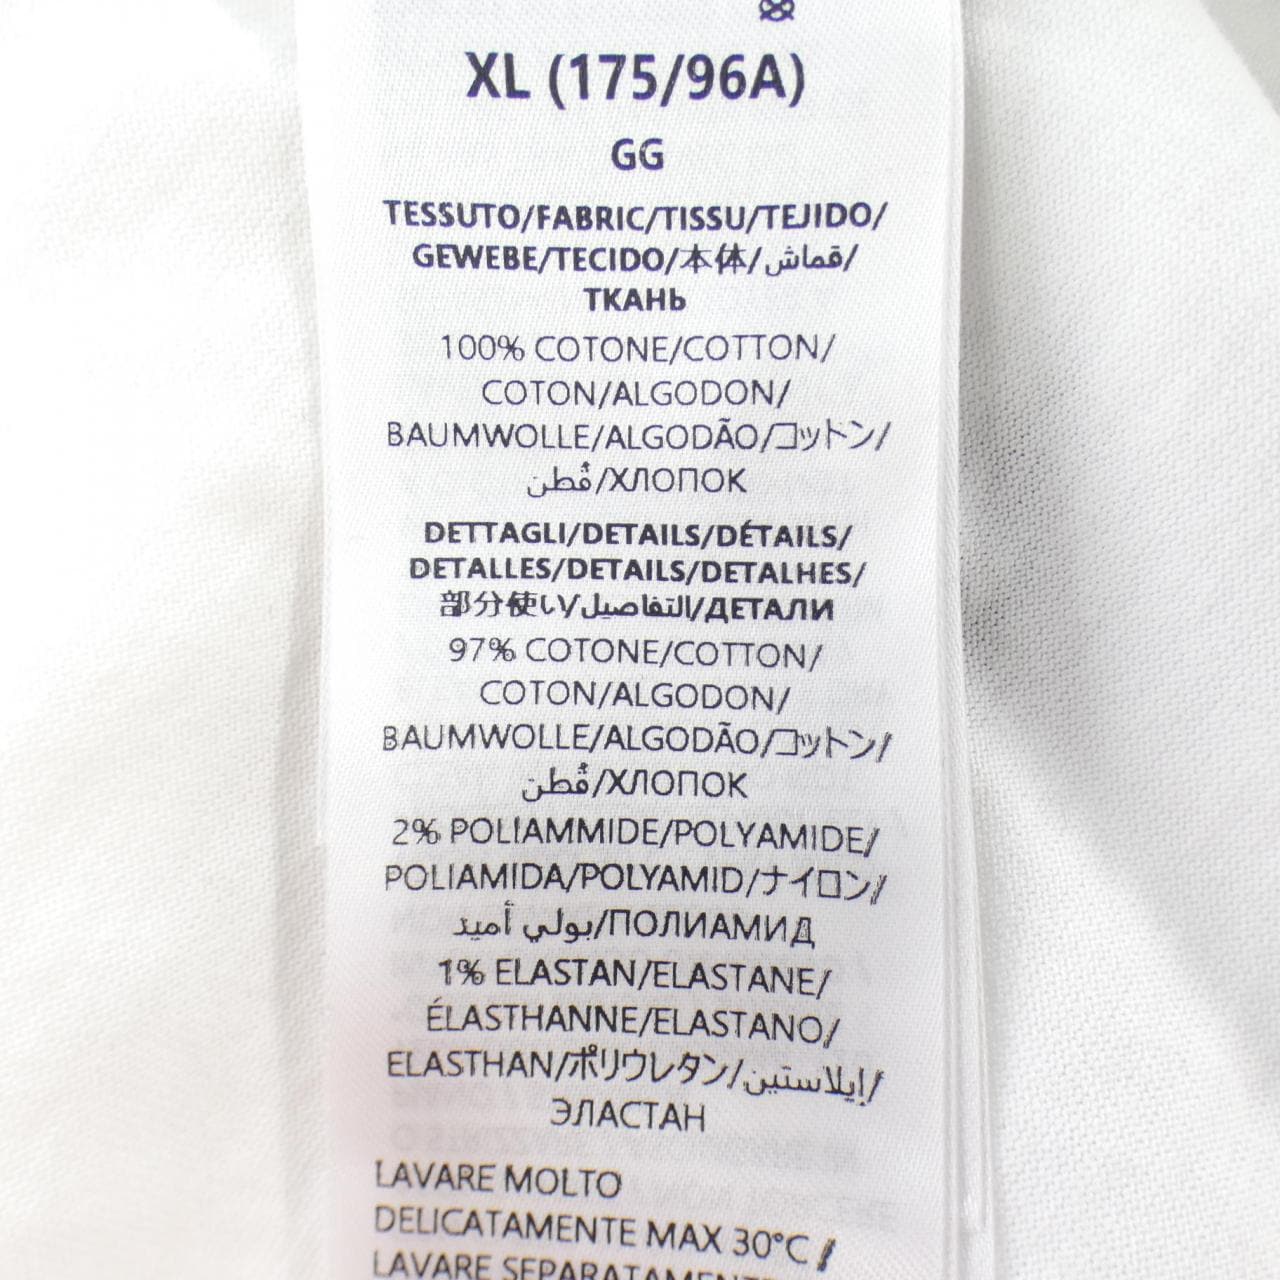 XL (175/96A)
GG
TESSUTO/FABRIC/TISSU/TEJIDO/
GEWEBE/TECIDO/本体/قماش/
ТКАНЬ
100% COTONE/COTTON/
COTON/ALGODON/
BAUMWOLLE/ALGODÃO/コットン/
قُطن/ХЛОПОК
DETTAGLI/DETAILS/DÉTAILS/
DETALLES/DETAILS/DETALHES/
部分使い/التفاصيل/ДЕТАЛИ
97% COTONE/COTTON/
COTON/ALGODON/
BAUMWOLLE/ALGODÃO/コットン/
قُطن/ХЛОПОК
2% POLIAMMIDE/POLYAMIDE/
POLIAMIDA/POLYAMID/ナイロン/
بولي أميد/ПОЛИАМИД
1% ELASTAN/ELASTANE/
ÉLASTHANNE/ELASTANO/
ELASTHAN/ポリウレタン/إيلاستين/
ЭЛАСТАН
LAVARE MOLTO
DELICATAMENTE MAX 30°C /
LAVARE SEPARATAMENTE